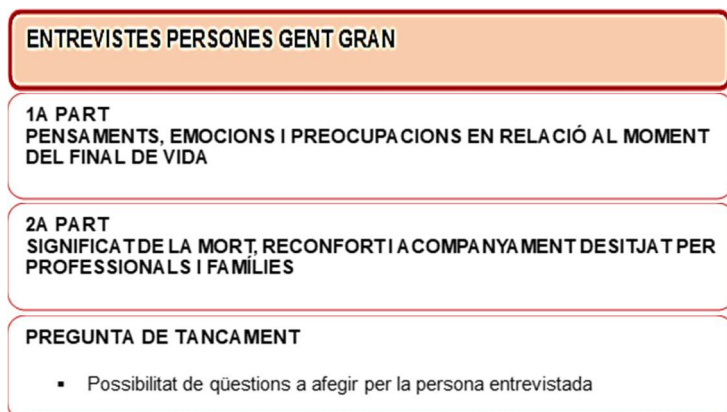 ENTREVISTES PERSONES GENT GRAN
1A PART
PENSAMENTS, EMOCIONS I PREOCUPACIONS EN RELACIÓ AL MOMENT
DEL FINAL DE VIDA
2A PART
SIGNIFICAT DE LA MORT, RECONFORT I ACOMPANYAMENT DESITJAT PER
PROFESSIONALS I FAMÍLIES
PREGUNTA DE TANCAMENT
▪ Possibilitat de qüestions a afegir per la persona entrevistada